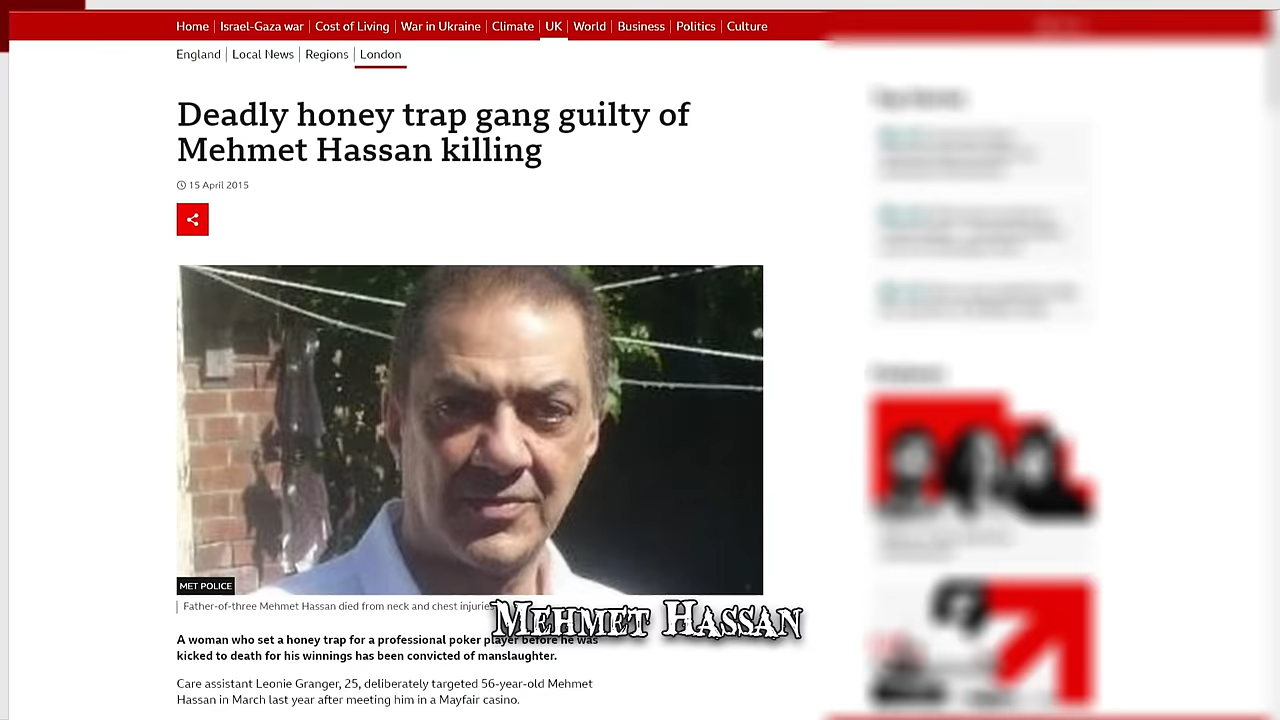 Home Israel-Gaza war Cost of Living War in Ukraine Climate UK World Business Politics Culture
England Local News Regions London
Deadly honey trap gang guilty of
Mehmet Hassan killing
15 April 2015
MET POLICE
Father-of-three Mehmet Hassan died from neck and chest injuries
Mehmet Hassan
A woman who set a honey trap for a professional poker player before he was
kicked to death for his winnings has been convicted of manslaughter.
Care assistant Leonie Granger, 25, deliberately targeted 56-year-old Mehmet
Hassan in March last year after meeting him in a Mayfair casino.